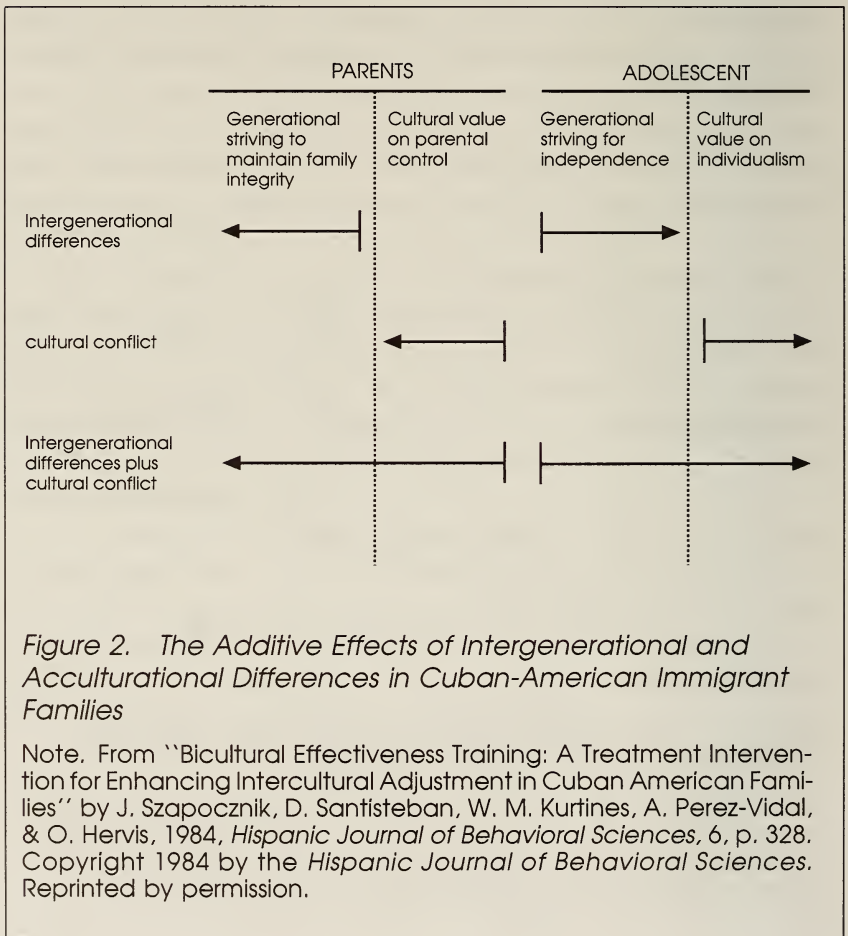 PARENTS
ADOLESCENT
Generational
striving to
maintain family
integrity
Cultural value
on parental
control
Generational
striving for
independence
Cultural
value on
individualism
Intergenerational
differences
cultural conflict
Intergenerational
differences plus
cultural conflict
Figure 2. The Additive Effects of Intergenerational and
Acculturational Differences in Cuban-American Immigrant
Families
Note. From ``Bicultural Effectiveness Training: A Treatment Interven-
tion for Enhancing Intercultural Adjustment in Cuban American Fami-
lies'' by J. Szapocznik, D. Santisteban, W. M. Kurtines, A. Perez-Vidal,
& O. Hervis, 1984, Hispanic Journal of Behavioral Sciences, 6, p. 328.
Copyright 1984 by the Hispanic Journal of Behavioral Sciences.
Reprinted by permission.